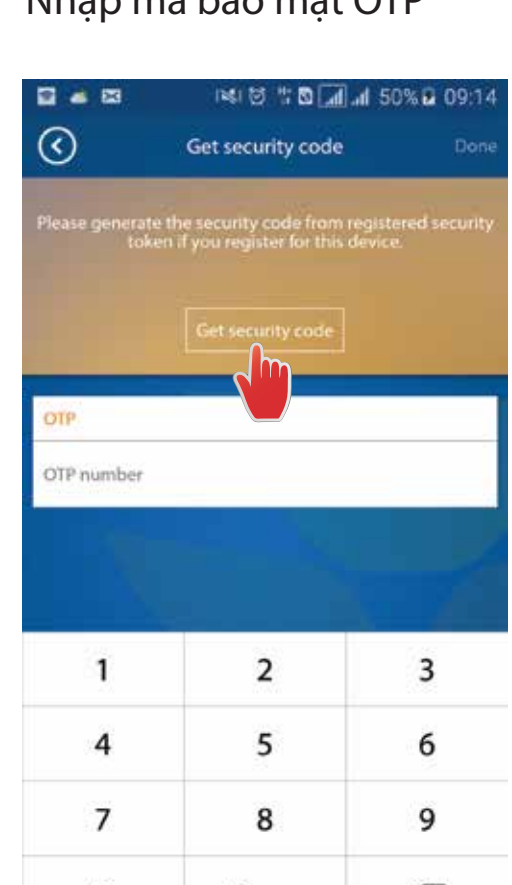 Nhập mã bảo mật OTP
50% 09:14
Get security code Done
Please generate the security code from registered security
token if you register for this device.
Get security code
OTP
OTP number
1 2 3
4 5 6
7 8 9